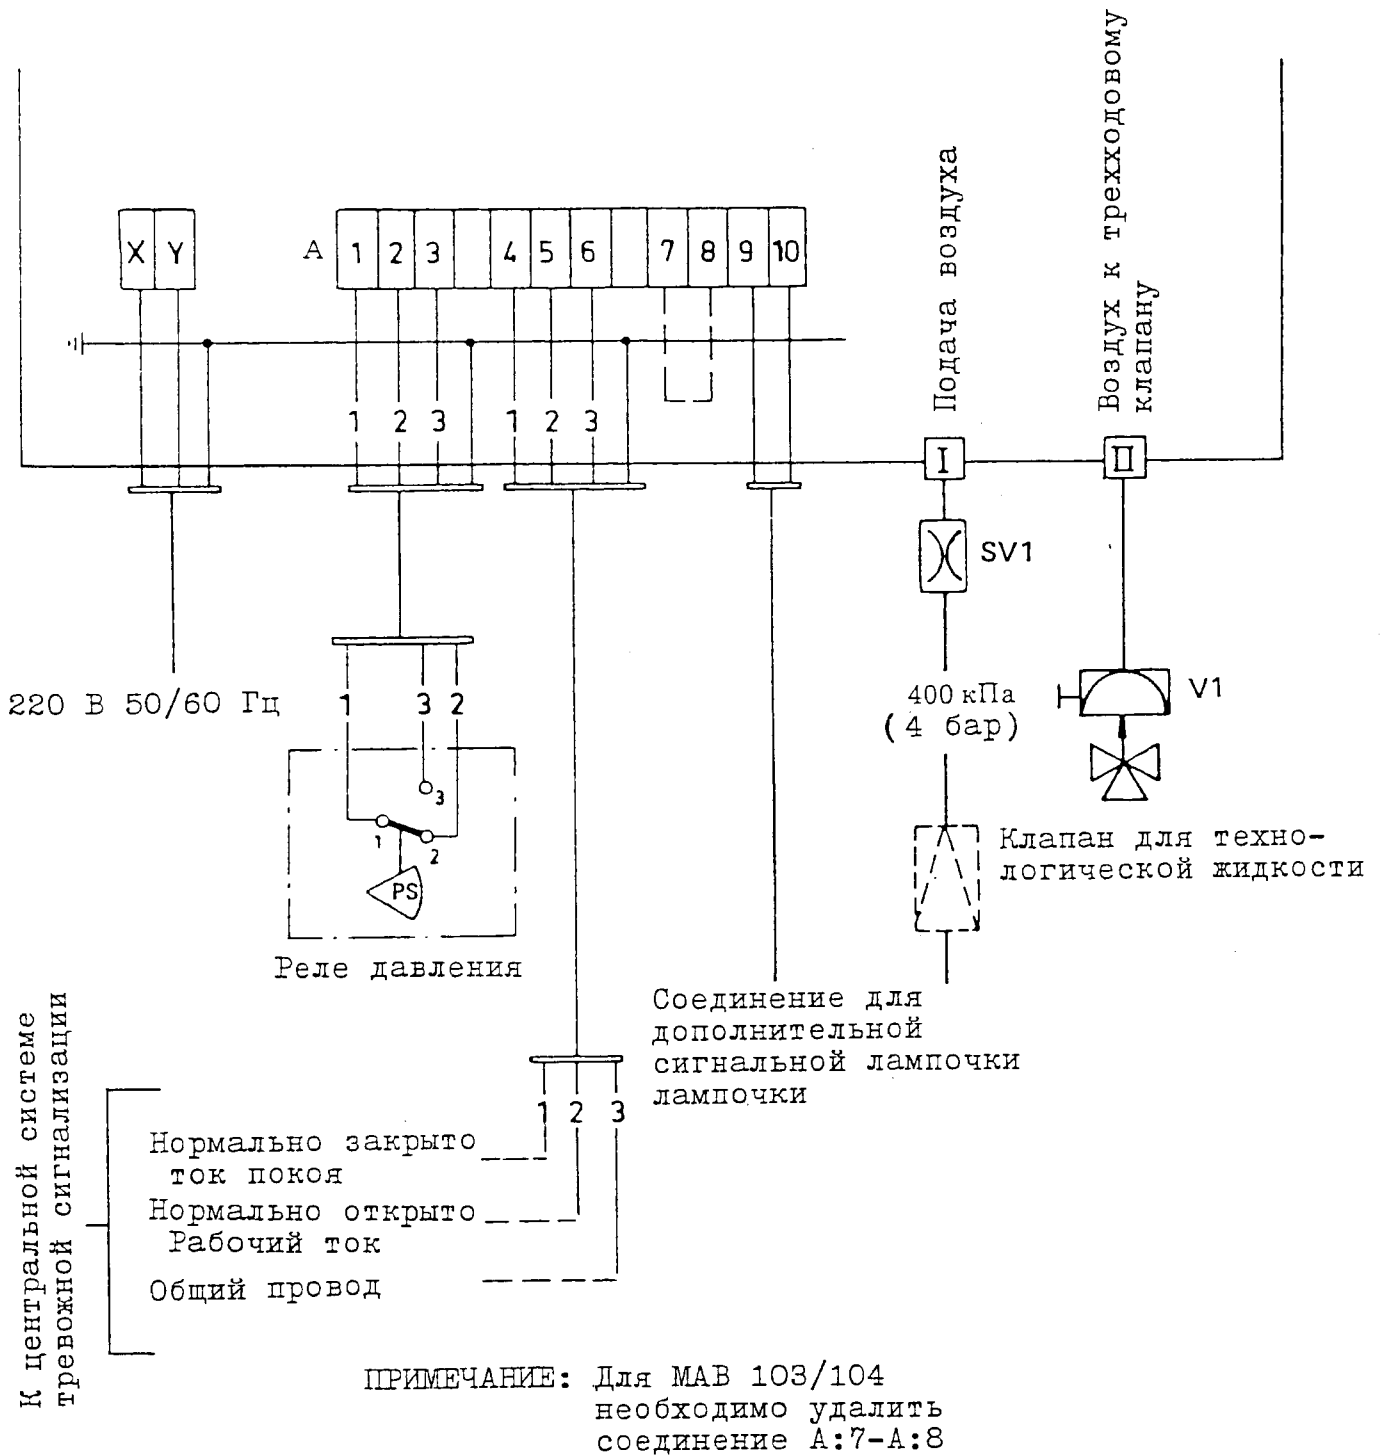 Подача воздуха
Воздух к трехходовому
клапану
X Y
А 1 2 3 4 5 6 7 8 9 10
1 2 3 1 2 3
I II
SV1
220 В 50/60 Гц
1 3 2
400 кПа
(4 бар)
V1
3
1 2
PS
Реле давления
Клапан для техно-
логической жидкости
Соединение для
дополнительной
сигнальной лампочки
лампочки
К центральной системе
тревожной сигнализации
1 2 3
Нормально закрыто
ток покоя
Нормально открыто
Рабочий ток
Общий провод
ПРИМЕЧАНИЕ: Для МАВ 103/104
необходимо удалить
соединение А:7-А:8